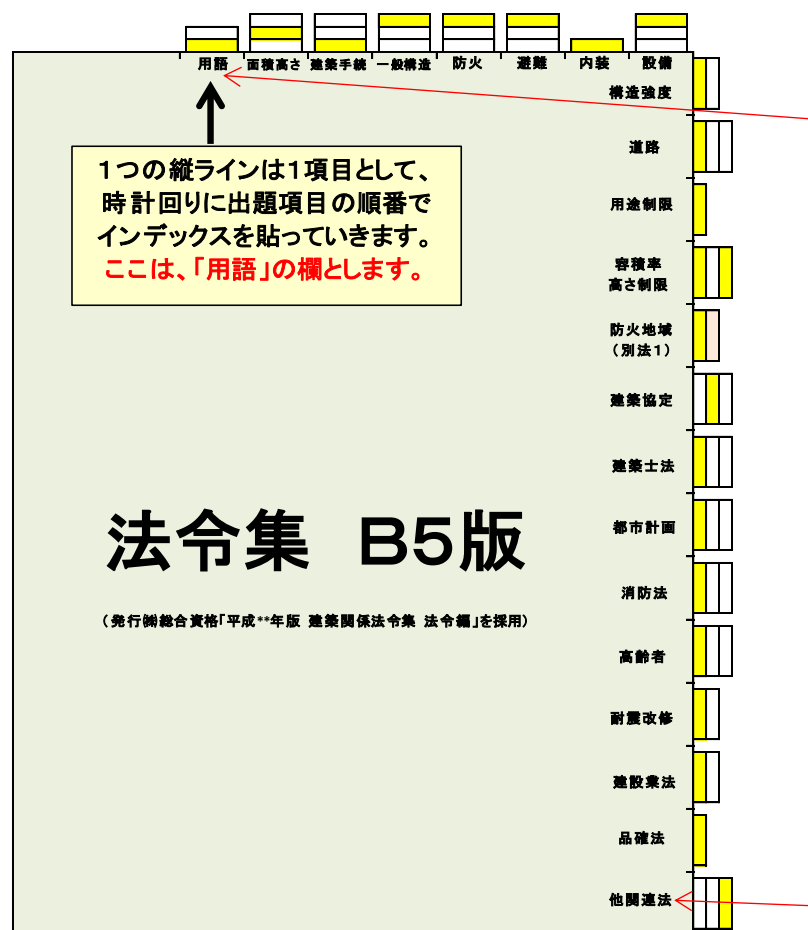 用語 面積高さ 建築手続 一般構造 防火 避難 内装 設備
構造強度
道路
1つの縦ラインは1項目として、
時計回りに出題項目の順番で
インデックスを貼っていきます。
ここは、「用語」の欄とします。
用途制限
容積率
高さ制限
防火地域
(別法1)
建築協定
建築士法
法令集 B5版
都市計画
消防法
(発行㈱総合資格「平成**年版 建築関係法令集 法令編」を採用)
高齢者
耐震改修
建設業法
品確法
他関連法